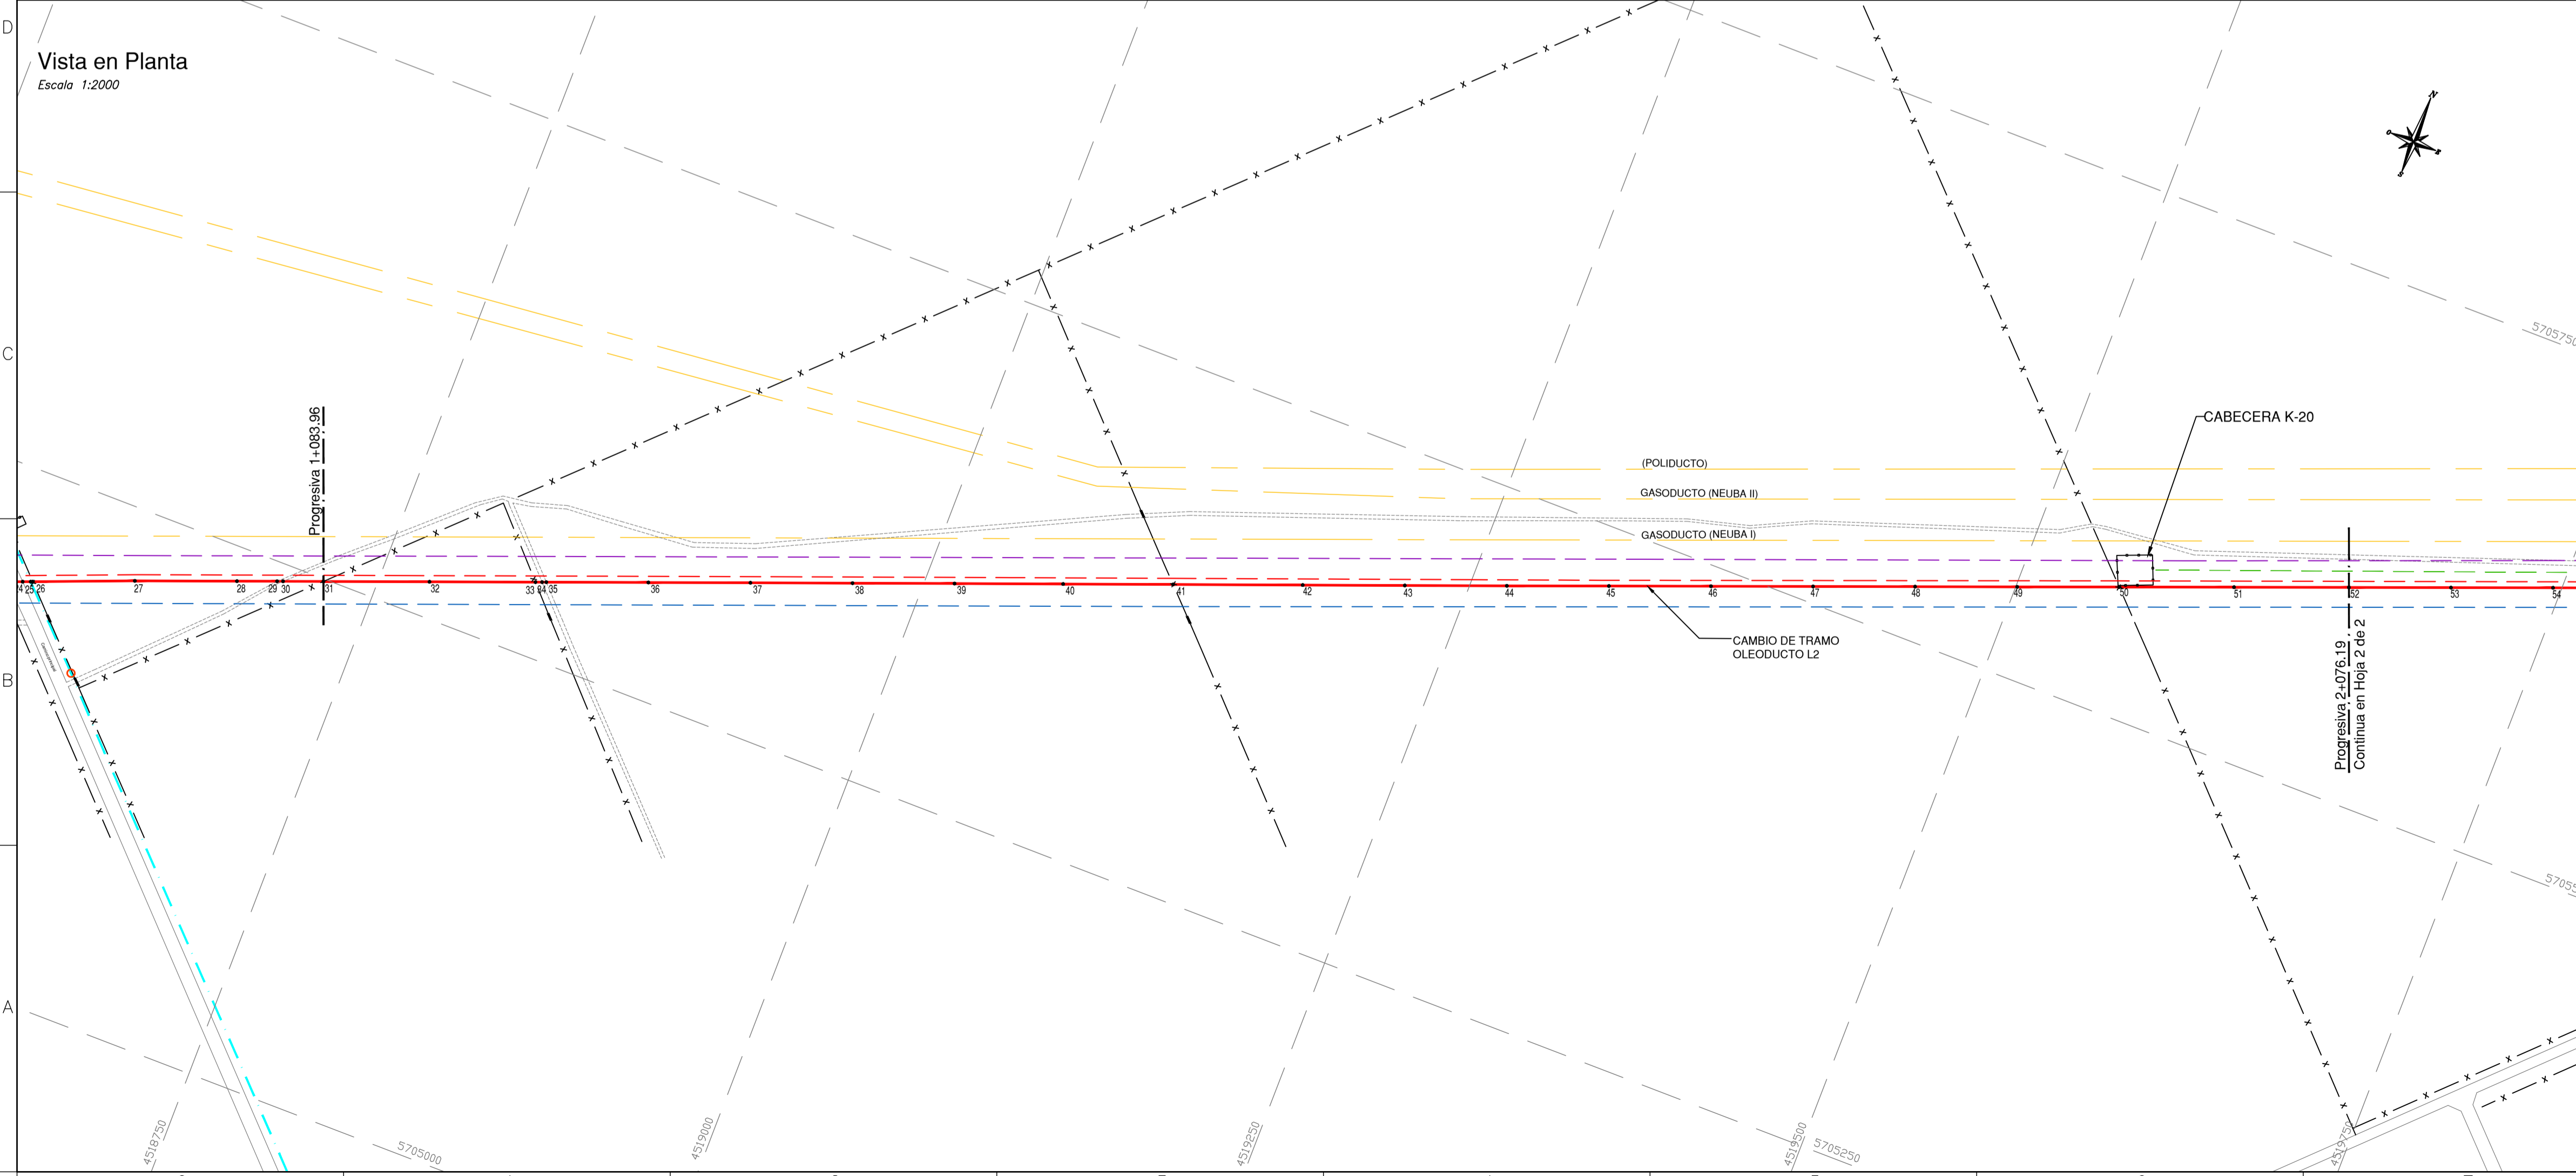 D
Vista en Planta
Escala 1:2000
N
O
S
C
5705750
CABECERA K-20
Progresiva 1+083.96
(POLIDUCTO)
GASODUCTO (NEUBA II)
GASODUCTO (NEUBA I)
24 25 26 27 28 29 30 31 32 33 34 35 36 37 38 39 40 41 42 43 44 45 46 47 48 49 50 51 52 53 54
CAMBIO DE TRAMO
OLEODUCTO L2
Progresiva 2+076.19
Continua en Hoja 2 de 2
B
A
4518750
5705000
4519000
4519250
4519500
5705250
4519750